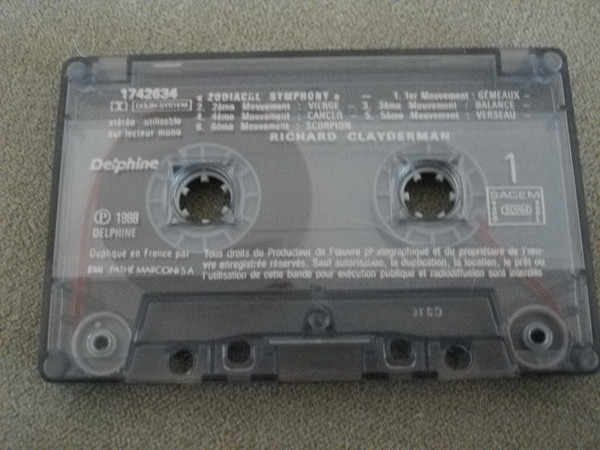 1742634 « ZODIACAL SYMPHONY » — 1. 1er Mouvement : GÉMEAUX -
DOLBY SYSTEM 2. 2ème Mouvement : VIERGE - 3. 3ème Mouvement : BALANCE -
stéréo utilisable 4. 4ème Mouvement : CANCER - 5. 5ème Mouvement : VERSEAU -
sur lecteur mono 6. 6ème Mouvement : SCORPION
RICHARD CLAYDERMAN
Delphine
1
SACEM
Ⓟ 1988
DELPHINE
Dupliqué en France par
EMI PATHÉ MARCONI S A
Tous droits du Producteur de l'œuvre phonographique et du propriétaire de l'œu-
vre enregistrée réservés. Sauf autorisation, la duplication, la location, le prêt ou
l'utilisation de cette bande pour exécution publique et radiodiffusion sont interdits